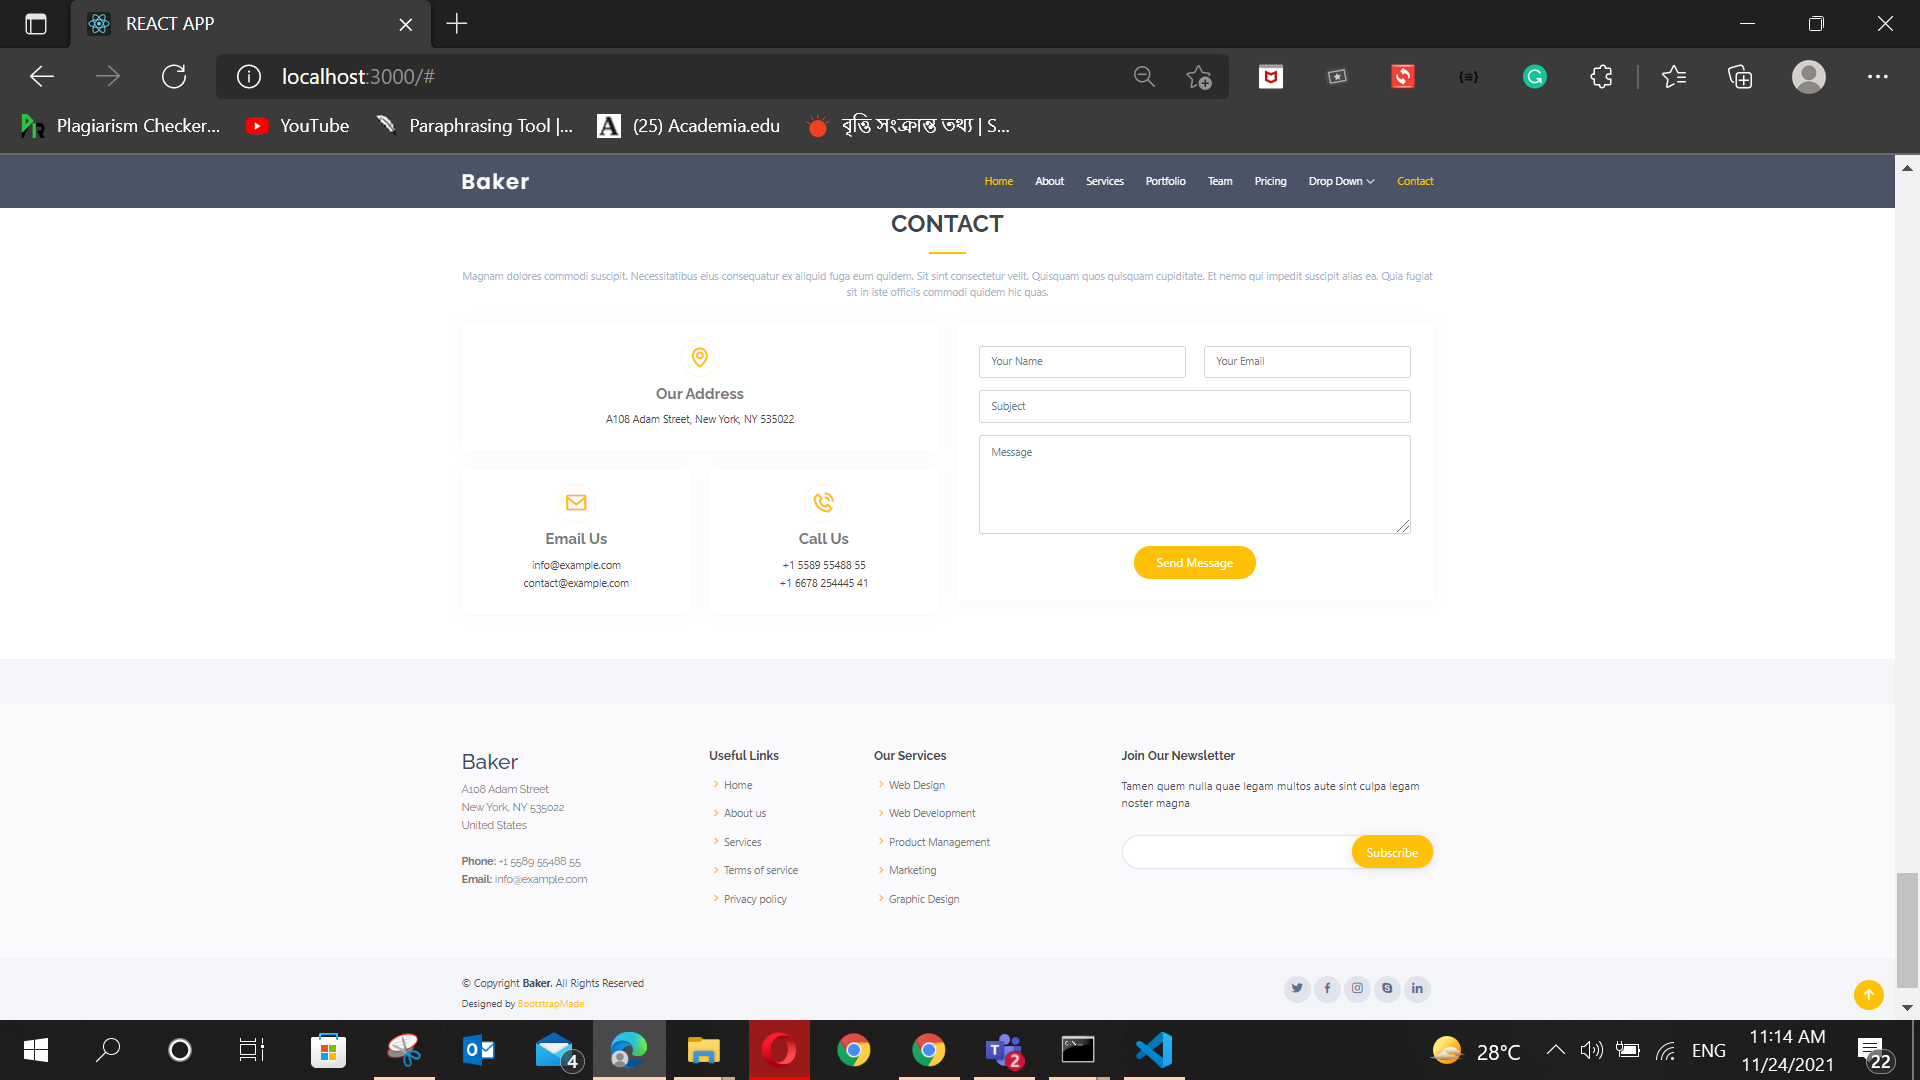 REACT APP
localhost:3000/#
Plagiarism Checker...
YouTube
Paraphrasing Tool |...
A (25) Academia.edu
বৃত্তি সংক্রান্ত তথ্য | S...
Baker
Home About Services Portfolio Team Pricing Drop Down Contact
CONTACT
Magnam dolores commodi suscipit. Necessitatibus eius consequatur ex aliquid fuga eum quidem. Sit sint consectetur velit. Quisquam quos quisquam cupiditate. Et nemo qui impedit suscipit alias ea. Quia fugiat
sit in iste officiis commodi quidem hic quas.
Our Address
A108 Adam Street, New York, NY 535022
Email Us
info@example.com
contact@example.com
Call Us
+1 5589 55488 55
+1 6678 254445 41
Your Name
Your Email
Subject
Message
Send Message
Baker
A108 Adam Street
New York, NY 535022
United States
Phone: +1 5589 55488 55
Email: info@example.com
Useful Links
Home
About us
Services
Terms of service
Privacy policy
Our Services
Web Design
Web Development
Product Management
Marketing
Graphic Design
Join Our Newsletter
Tamen quem nulla quae legam multos aute sint culpa legam
noster magna
Subscribe
© Copyright Baker. All Rights Reserved
Designed by BootstrapMade
4
2
28°C
ENG
11:14 AM
11/24/2021
22